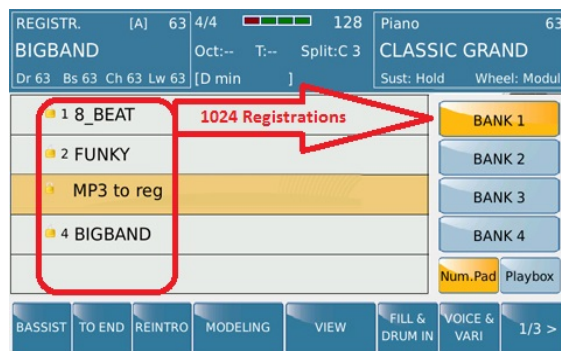 REGISTR. [A] 63 4/4 128 Piano 63
BIGBAND Oct:-- T:-- Split:C 3 CLASSIC GRAND
Dr 63 Bs 63 Ch 63 Lw 63 [D min ] Sust: Hold Wheel: Modul
1 8_BEAT
1024 Registrations
BANK 1
2 FUNKY
BANK 2
MP3 to reg
BANK 3
4 BIGBAND
BANK 4
Num.Pad Playbox
BASSIST TO END REINTRO MODELING VIEW FILL & DRUM IN VOICE & VARI 1/3 >